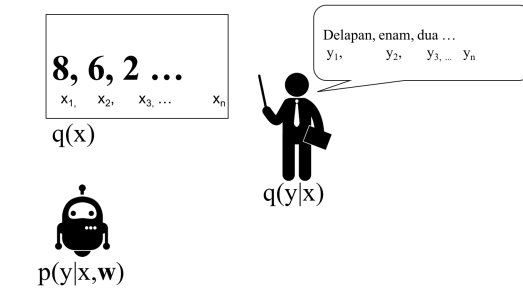 Delapan, enam, dua …
y₁, y₂, y₃, … yₙ
8, 6, 2 …
x₁, x₂, x₃, … xₙ
q(x)
q(y|x)
p(y|x,w)